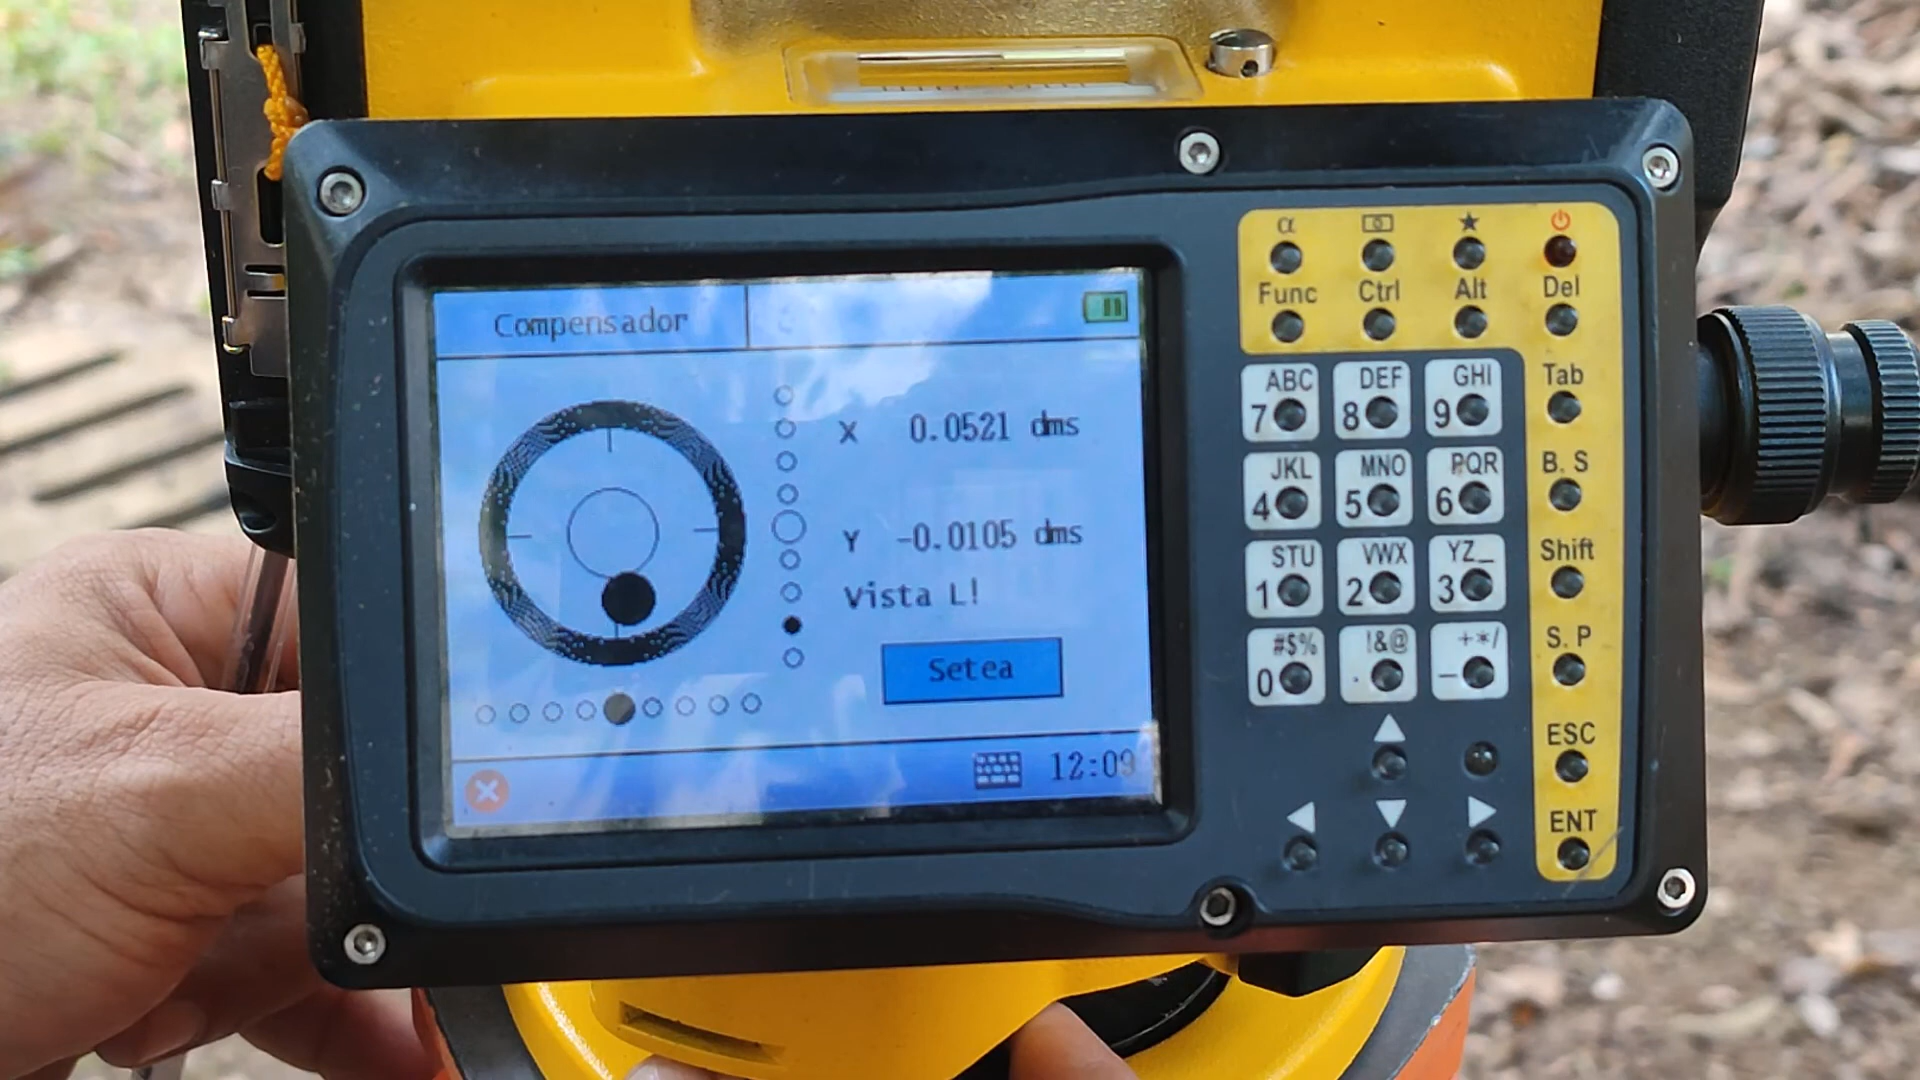 Compensador
X 0.0521 dms
Y -0.0105 dms
Vista L!
Setea
12:09
α ★
Func Ctrl Alt Del
ABC DEF GHI Tab
7 8 9
JKL MNO PQR B. S
4 5 6
STU VWX YZ_ Shift
1 2 3
#$% !&@ +*/ S. P
0 . –
ESC
ENT